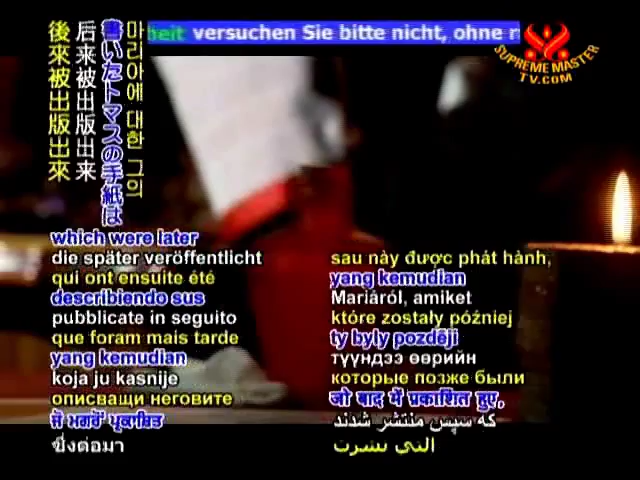 heit versuchen Sie bitte nicht, ohne
SUPREME MASTER
TV.COM
마리아에 대한 그의
書いたトマスの手紙は
后来被出版出来
後來被出版出來
which were later
die später veröffentlicht
qui ont ensuite été
describiendo sus
pubblicate in seguito
que foram mais tarde
yang kemudian
koja ju kasnije
описващи неговите
ਜੋ ਮਗਰੋਂ ਪ੍ਰਕਾਸ਼ਿਤ
ซึ่งต่อมา
sau này được phát hành,
yang kemudian
Máriáról, amiket
które zostały później
ty byly později
түүндээ өөрийн
которые позже были
जो बाद में प्रकाशित हुए,
که سپس منتشر شدند
التي نشرت